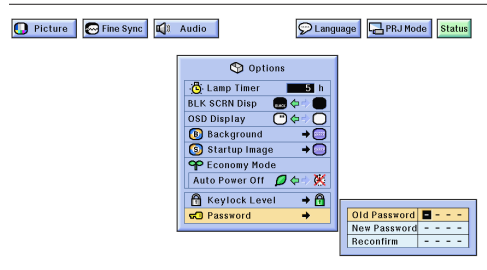 Picture
Fine Sync
Audio
Language
PRJ Mode
Status
Options
Lamp Timer 5 h
BLK SCRN Disp
OSD Display
B Background
S Startup Image
Economy Mode
Auto Power Off
Keylock Level
Password
Old Password - - - -
New Password - - - -
Reconfirm - - - -